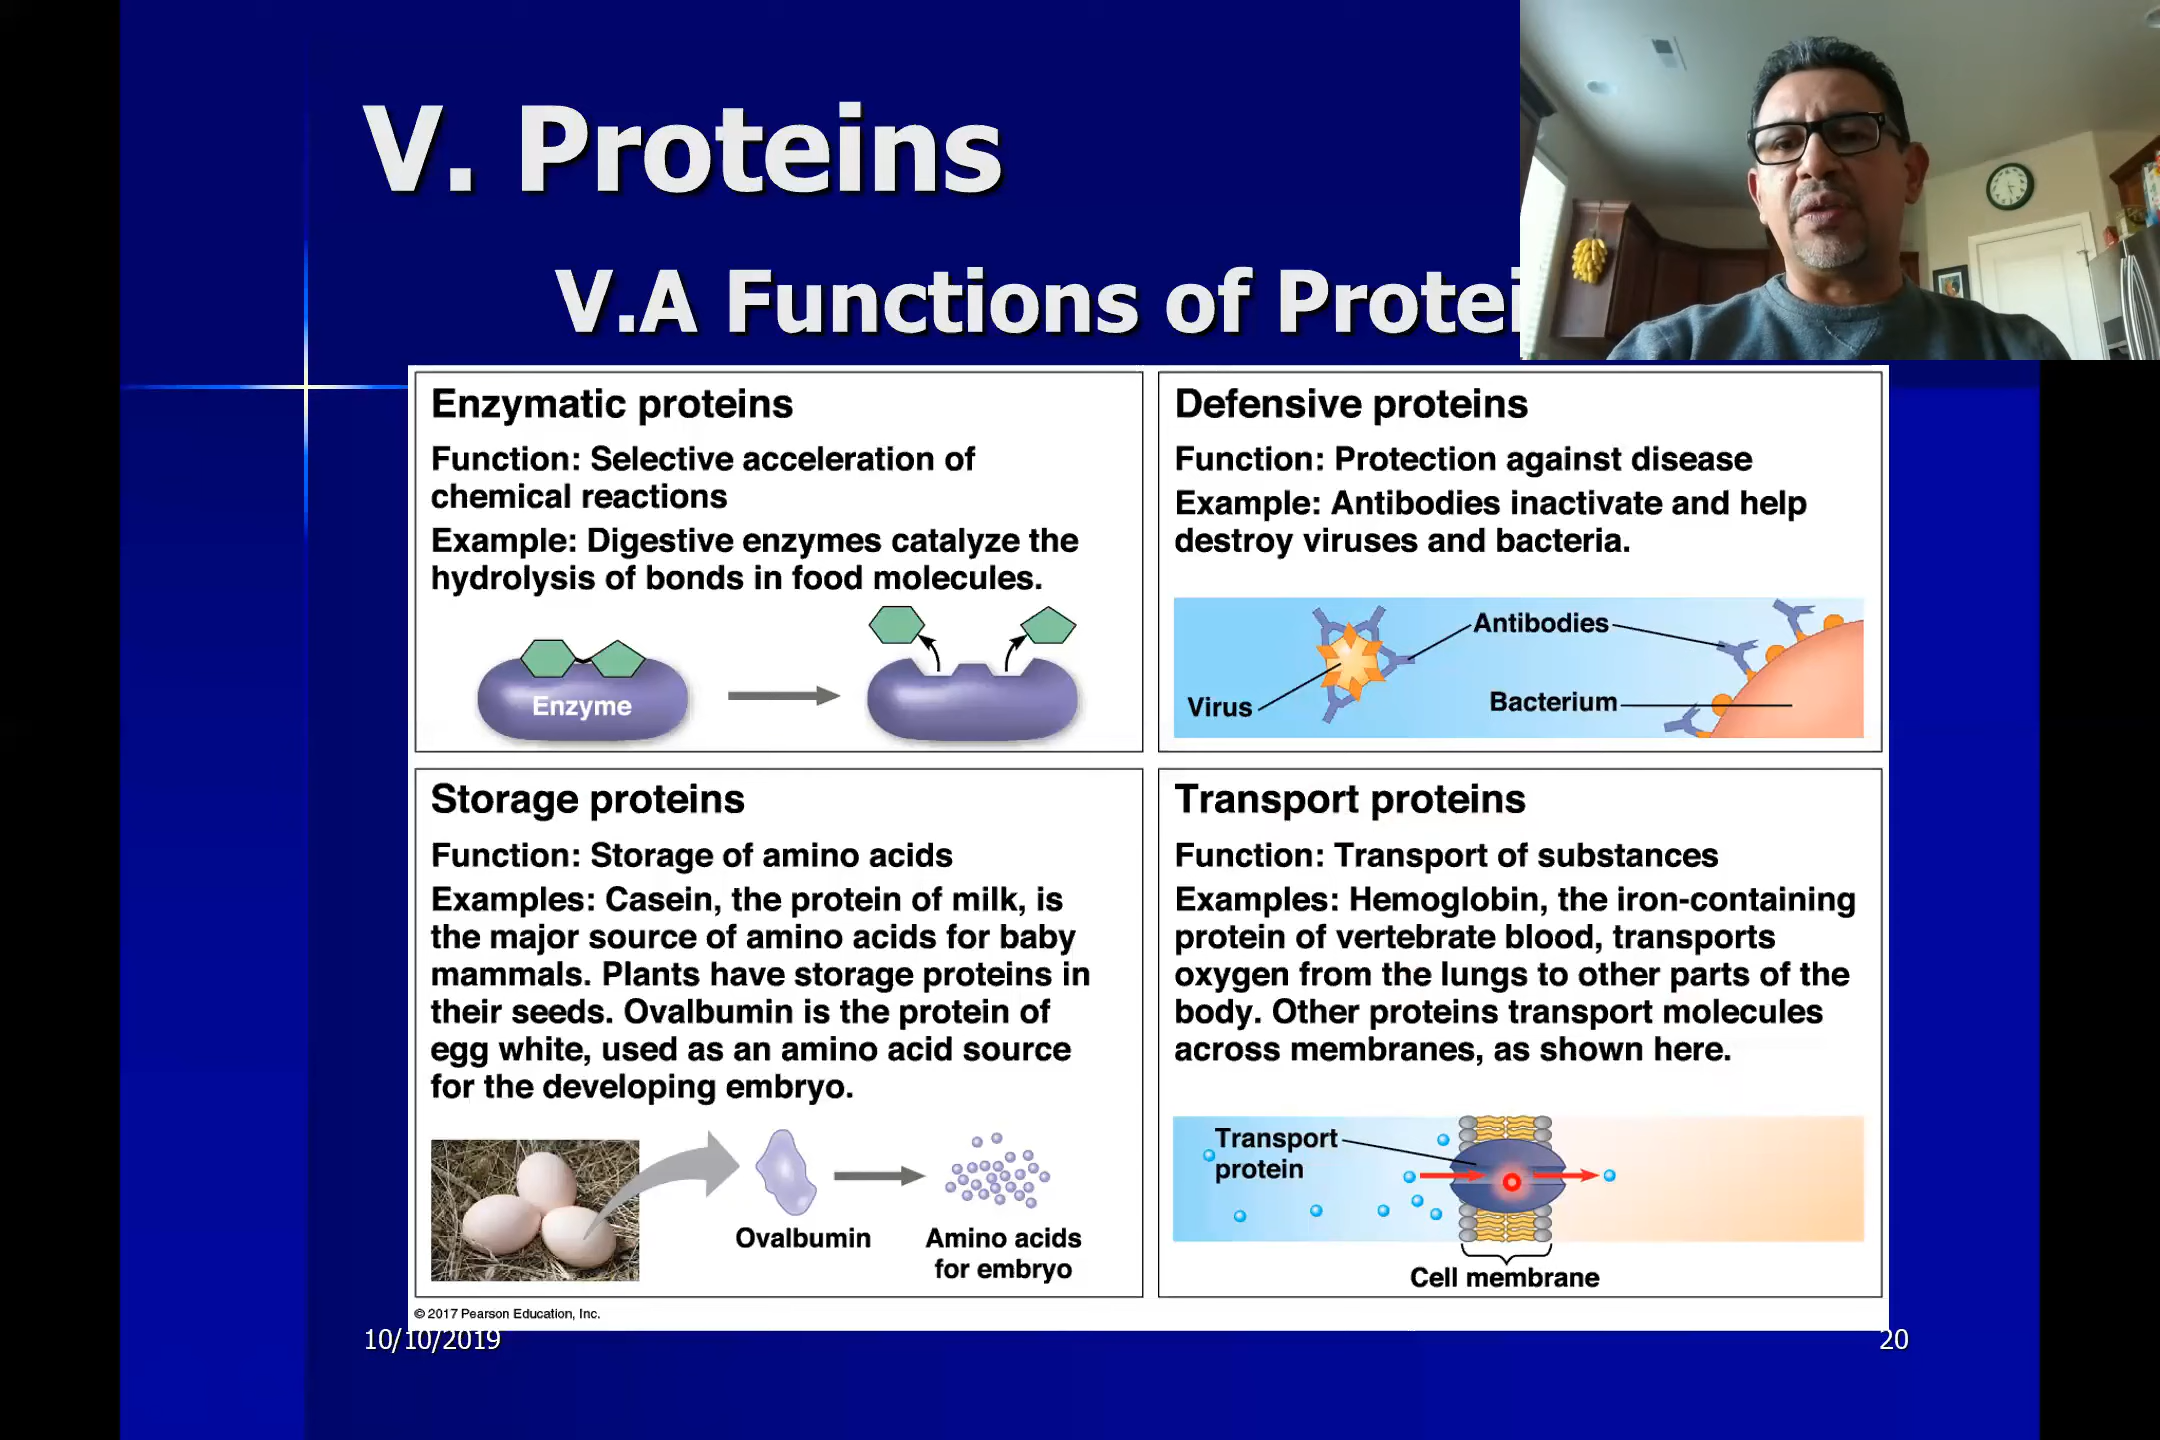 V. Proteins
V.A Functions of Protei
Enzymatic proteins
Function: Selective acceleration of
chemical reactions
Example: Digestive enzymes catalyze the
hydrolysis of bonds in food molecules.
Enzyme
Defensive proteins
Function: Protection against disease
Example: Antibodies inactivate and help
destroy viruses and bacteria.
Antibodies
Virus
Bacterium
Storage proteins
Function: Storage of amino acids
Examples: Casein, the protein of milk, is
the major source of amino acids for baby
mammals. Plants have storage proteins in
their seeds. Ovalbumin is the protein of
egg white, used as an amino acid source
for the developing embryo.
Ovalbumin
Amino acids
for embryo
Transport proteins
Function: Transport of substances
Examples: Hemoglobin, the iron-containing
protein of vertebrate blood, transports
oxygen from the lungs to other parts of the
body. Other proteins transport molecules
across membranes, as shown here.
Transport
protein
Cell membrane
© 2017 Pearson Education, Inc.
10/10/2019
20